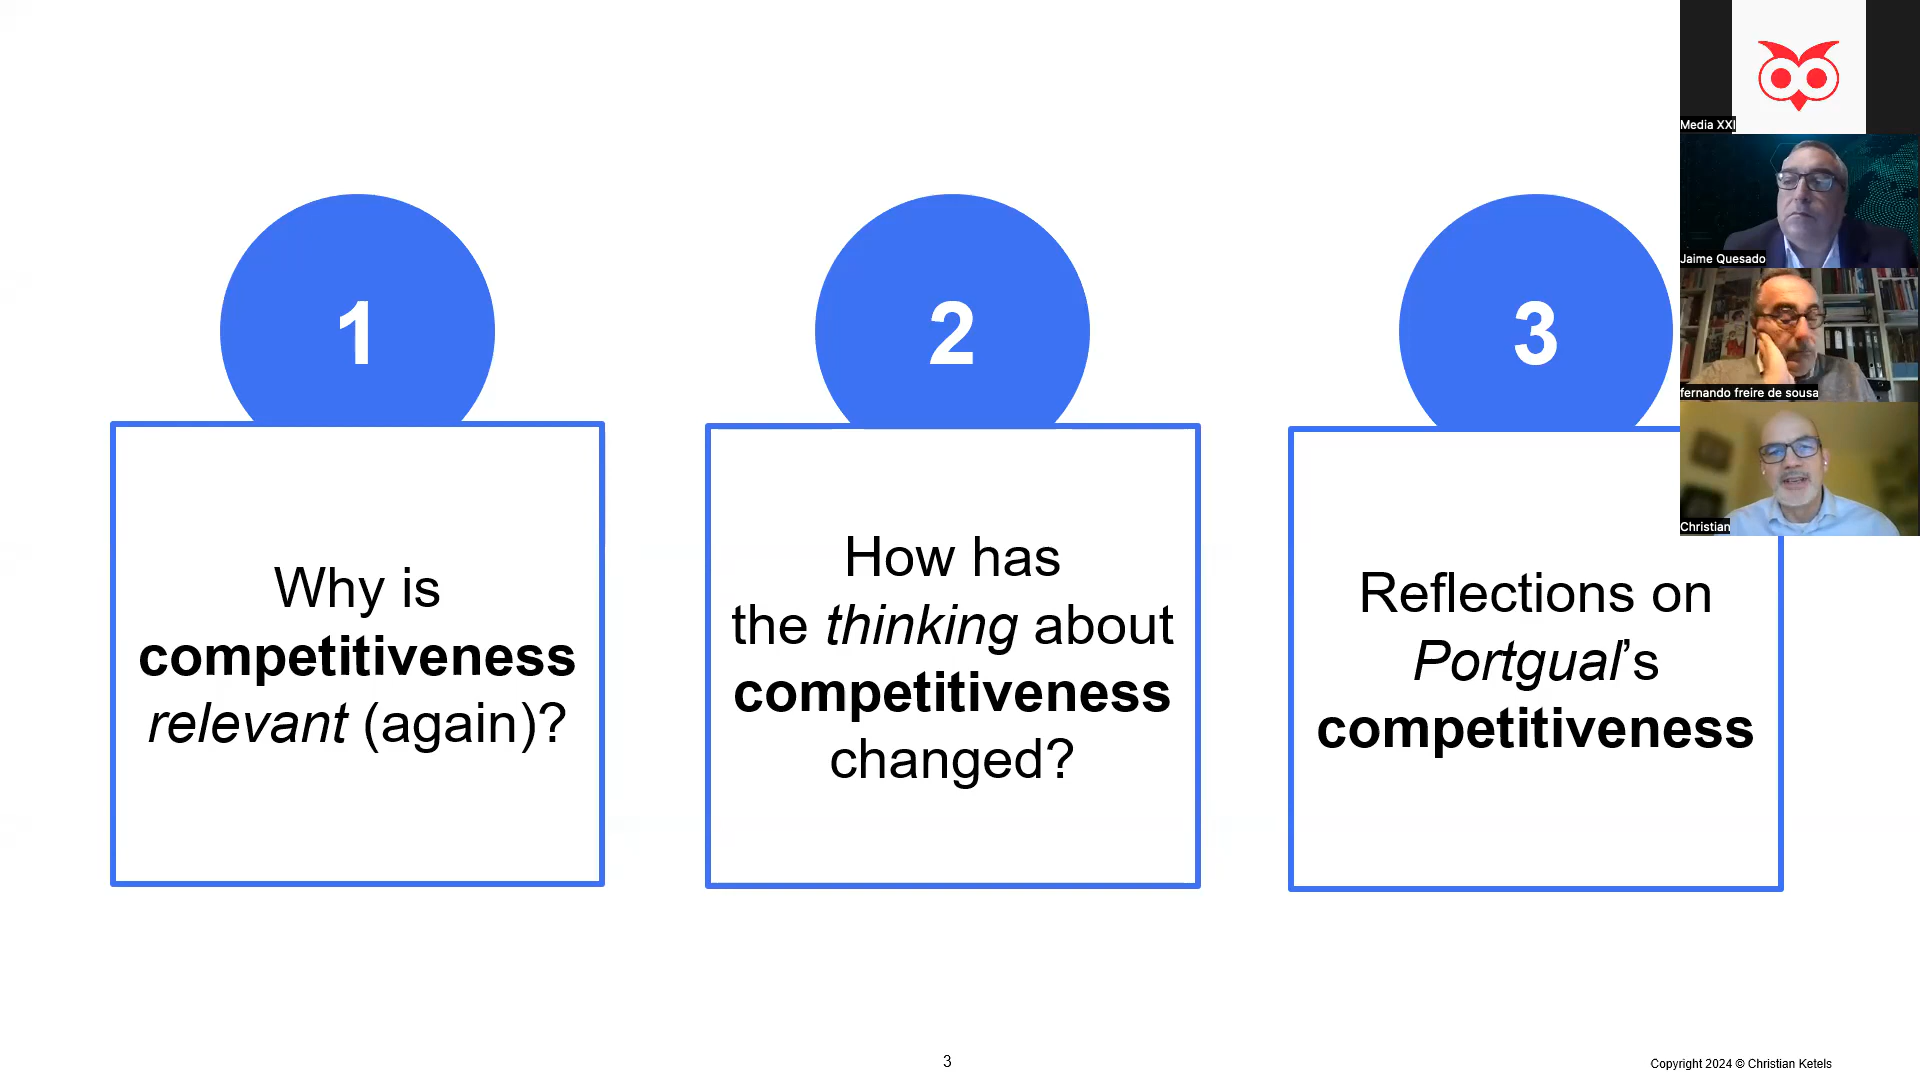 1
Why is
competitiveness
relevant (again)?
2
How has
the thinking about
competitiveness
changed?
3
Reflections on
Portgual’s
competitiveness
Media XXI
Jaime Quesado
fernando freire de sousa
Christian
3
Copyright 2024 © Christian Ketels